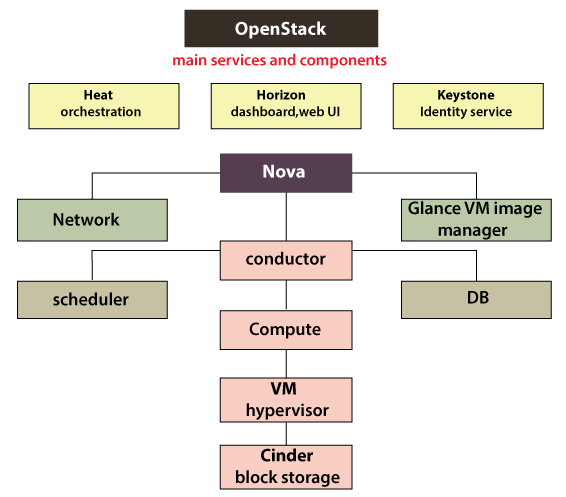 OpenStack
main services and components
Heat
orchestration
Horizon
dashboard,web UI
Keystone
Identity service
Nova
Network
Glance VM image
manager
conductor
scheduler
DB
Compute
VM
hypervisor
Cinder
block storage